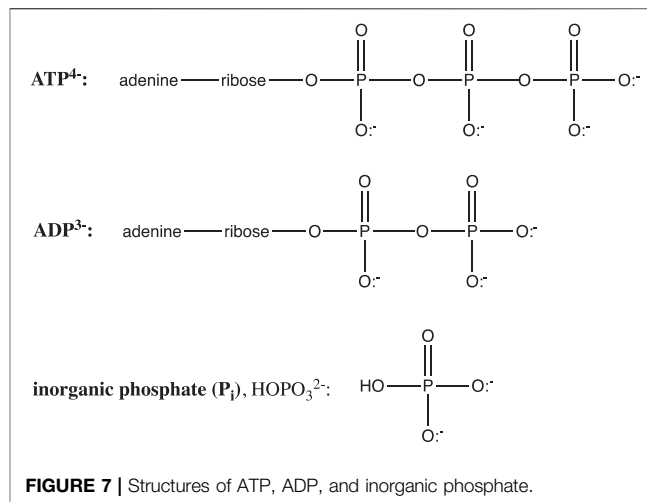 O O O
ATP⁴⁻: adenine ribose O P O P O P O:⁻
O:⁻ O:⁻ O:⁻
O O
ADP³⁻: adenine ribose O P O P O:⁻
O:⁻ O:⁻
O
inorganic phosphate (Pᵢ), HOPO₃²⁻: HO P O:⁻
O:⁻
FIGURE 7 | Structures of ATP, ADP, and inorganic phosphate.